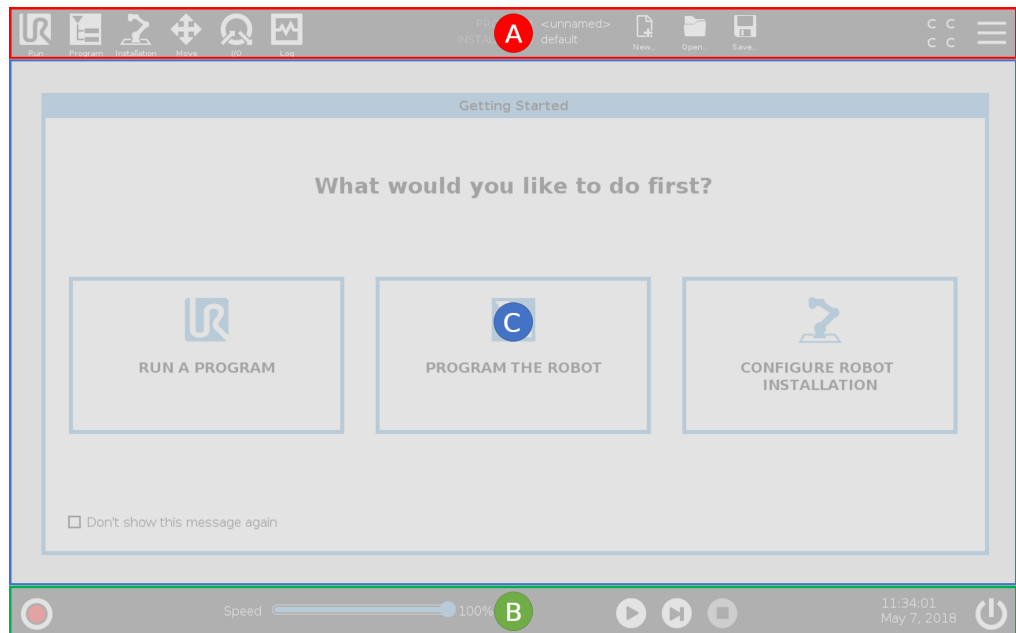 Run
Program
Installation
Move
I/O
Log
PR
<unnamed>
INSTAL
default
New...
Open...
Save...
C C
C C
A
Getting Started
What would you like to do first?
RUN A PROGRAM
C
PROGRAM THE ROBOT
CONFIGURE ROBOT
INSTALLATION
Don't show this message again
Speed
100%
B
11:34:01
May 7, 2018